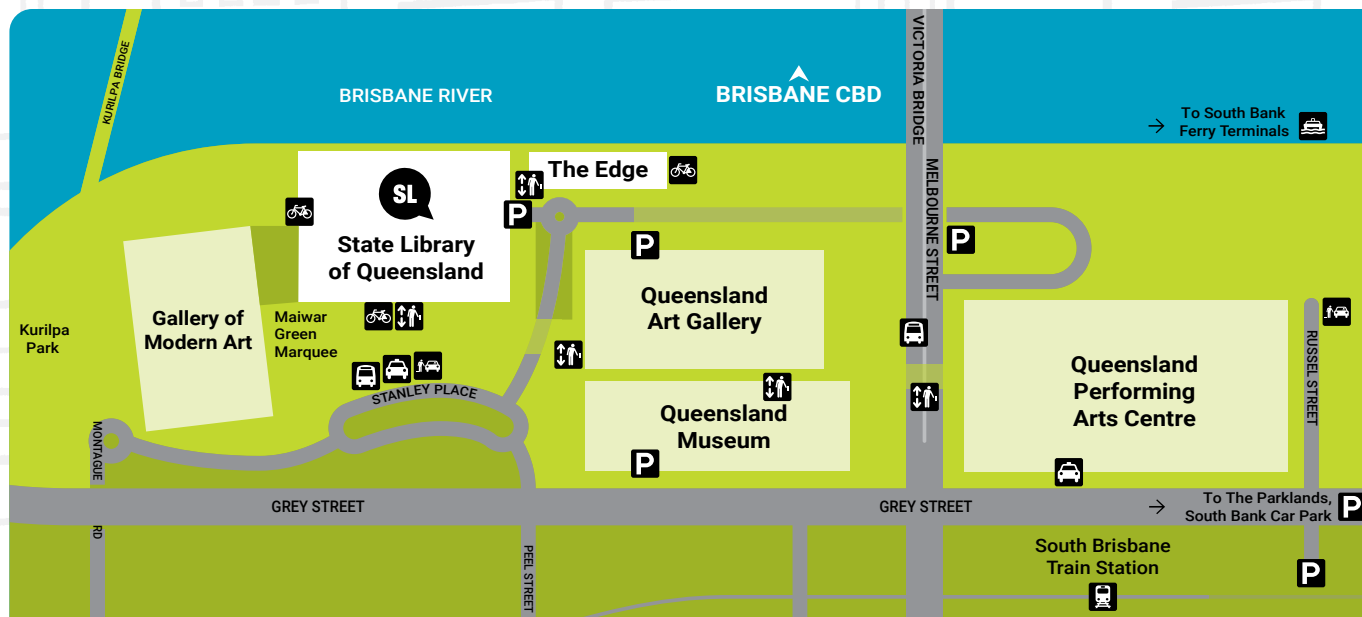 KURILPA BRIDGE
BRISBANE RIVER
BRISBANE CBD
VICTORIA BRIDGE
To South Bank
Ferry Terminals
MELBOURNE STREET
The Edge
SL
State Library
of Queensland
P
P
P
Queensland
Art Gallery
Gallery of
Modern Art
Maiwar
Green
Marquee
Kurilpa
Park
STANLEY PLACE
Queensland
Museum
P
Queensland
Performing
Arts Centre
RUSSEL STREET
MONTAGUE
RD
GREY STREET
GREY STREET
To The Parklands,
South Bank Car Park
P
PEEL STREET
South Brisbane
Train Station
P